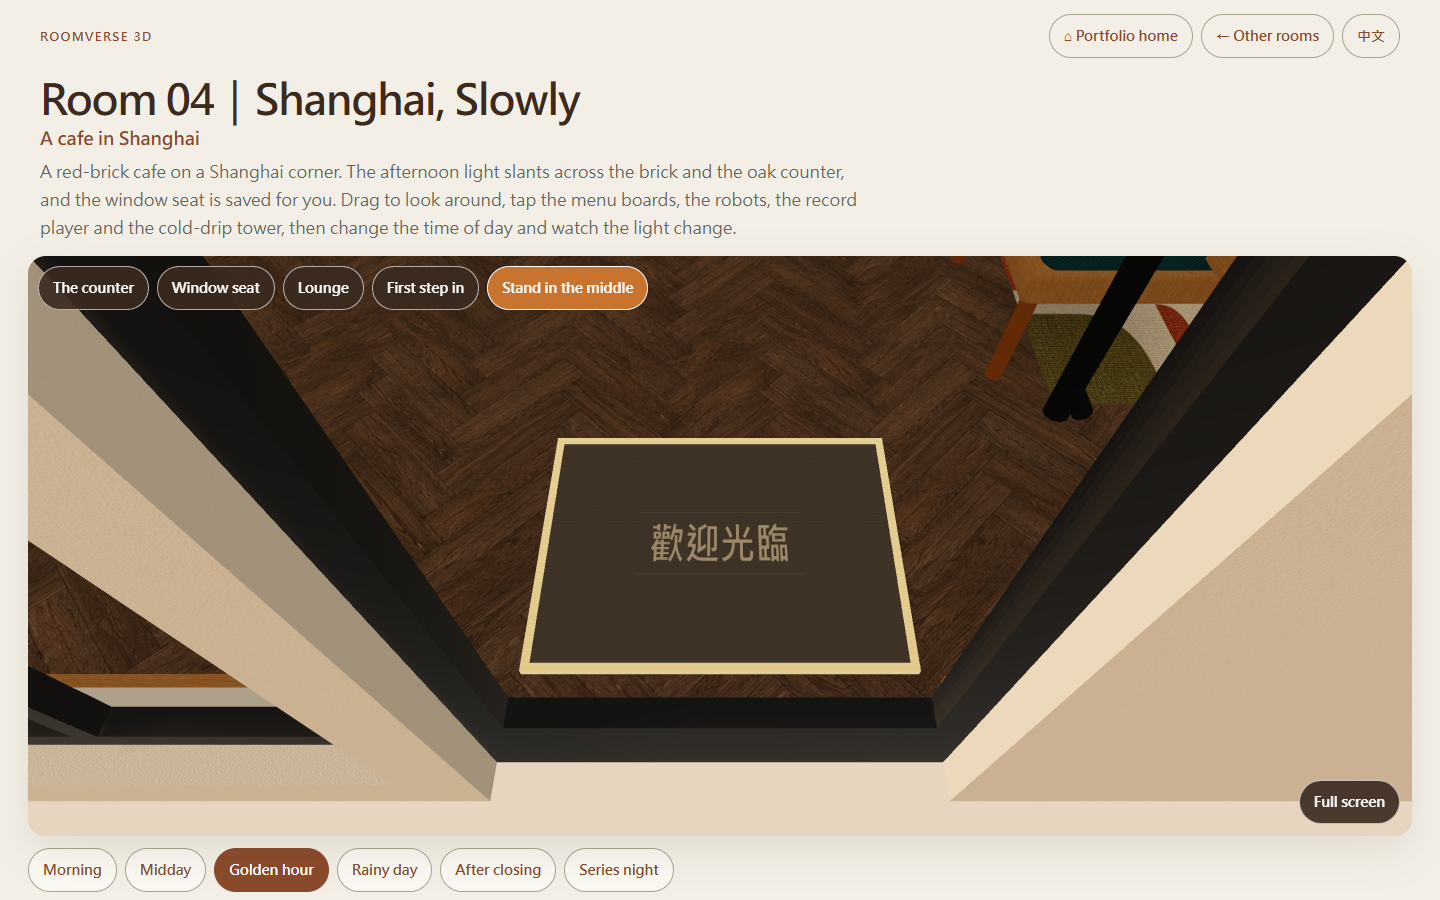 ROOMVERSE 3D
⌂ Portfolio home
← Other rooms
中文
Room 04 | Shanghai, Slowly
A cafe in Shanghai
A red-brick cafe on a Shanghai corner. The afternoon light slants across the brick and the oak counter,
and the window seat is saved for you. Drag to look around, tap the menu boards, the robots, the record
player and the cold-drip tower, then change the time of day and watch the light change.
The counter
Window seat
Lounge
First step in
Stand in the middle
歡迎光臨
Full screen
Morning
Midday
Golden hour
Rainy day
After closing
Series night